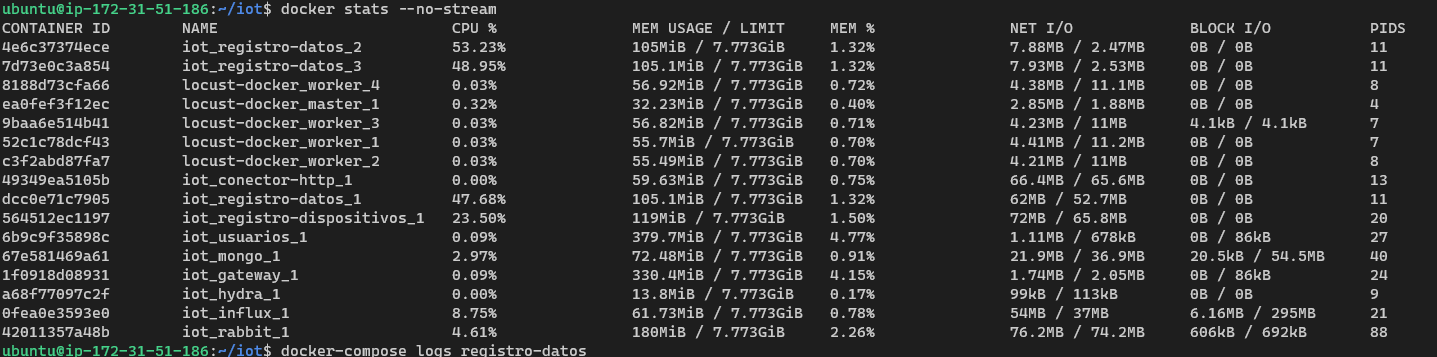 ubuntu@ip-172-31-51-186:~/iot$ docker stats --no-stream
CONTAINER ID NAME CPU % MEM USAGE / LIMIT MEM % NET I/O BLOCK I/O PIDS
4e6c37374ece iot_registro-datos_2 53.23% 105MiB / 7.773GiB 1.32% 7.88MB / 2.47MB 0B / 0B 11
7d73e0c3a854 iot_registro-datos_3 48.95% 105.1MiB / 7.773GiB 1.32% 7.93MB / 2.53MB 0B / 0B 11
8188d73cfa66 locust-docker_worker_4 0.03% 56.92MiB / 7.773GiB 0.72% 4.38MB / 11.1MB 0B / 0B 8
ea0fef3f12ec locust-docker_master_1 0.32% 32.23MiB / 7.773GiB 0.40% 2.85MB / 1.88MB 0B / 0B 4
9baa6e514b41 locust-docker_worker_3 0.03% 56.82MiB / 7.773GiB 0.71% 4.23MB / 11MB 4.1kB / 4.1kB 7
52c1c78dcf43 locust-docker_worker_1 0.03% 55.7MiB / 7.773GiB 0.70% 4.41MB / 11.2MB 0B / 0B 7
c3f2abd87fa7 locust-docker_worker_2 0.03% 55.49MiB / 7.773GiB 0.70% 4.21MB / 11MB 0B / 0B 8
49349ea5105b iot_conector-http_1 0.00% 59.63MiB / 7.773GiB 0.75% 66.4MB / 65.6MB 0B / 0B 13
dcc0e71c7905 iot_registro-datos_1 47.68% 105.1MiB / 7.773GiB 1.32% 62MB / 52.7MB 0B / 0B 11
564512ec1197 iot_registro-dispositivos_1 23.50% 119MiB / 7.773GiB 1.50% 72MB / 65.8MB 0B / 0B 20
6b9c9f35898c iot_usuarios_1 0.09% 379.7MiB / 7.773GiB 4.77% 1.11MB / 678kB 0B / 86kB 27
67e581469a61 iot_mongo_1 2.97% 72.48MiB / 7.773GiB 0.91% 21.9MB / 36.9MB 20.5kB / 54.5MB 40
1f0918d08931 iot_gateway_1 0.09% 330.4MiB / 7.773GiB 4.15% 1.74MB / 2.05MB 0B / 86kB 24
a68f77097c2f iot_hydra_1 0.00% 13.8MiB / 7.773GiB 0.17% 99kB / 113kB 0B / 0B 9
0fea0e3593e0 iot_influx_1 8.75% 61.73MiB / 7.773GiB 0.78% 54MB / 37MB 6.16MB / 295MB 21
42011357a48b iot_rabbit_1 4.61% 180MiB / 7.773GiB 2.26% 76.2MB / 74.2MB 606kB / 692kB 88
ubuntu@ip-172-31-51-186:~/iot$ docker-compose logs registro-datos